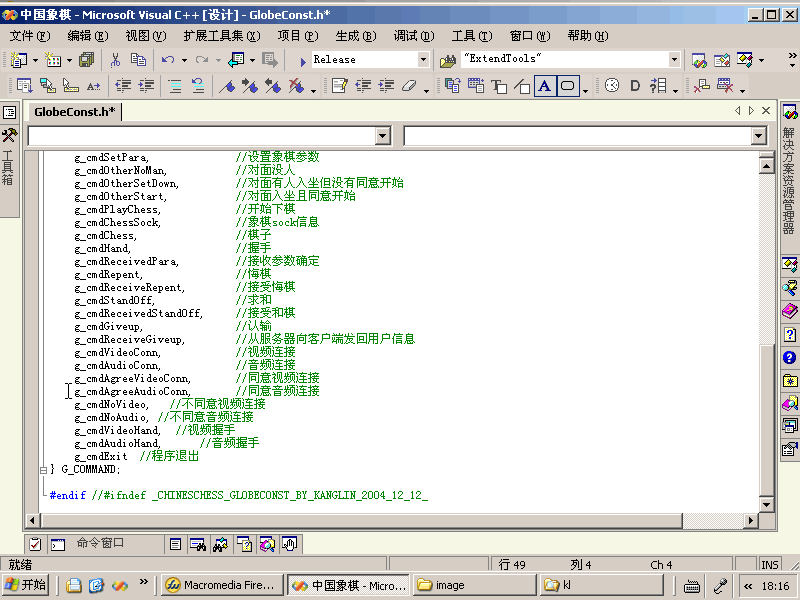 中国象棋 - Microsoft Visual C++ [设计] - GlobeConst.h*
文件(F) 编辑(E) 视图(V) 扩展工具集(X) 项目(P) 生成(B) 调试(D) 工具(T) 窗口(W) 帮助(H)
Release "ExtendTools"
GlobeConst.h*
工具箱
解决方案资源管理器
g_cmdSetPara, //设置象棋参数
g_cmdOtherNoMan, //对面没人
g_cmdOtherSetDown, //对面有人入坐但没有同意开始
g_cmdOtherStart, //对面入坐且同意开始
g_cmdPlayChess, //开始下棋
g_cmdChessSock, //象棋sock信息
g_cmdChess, //棋子
g_cmdHand, //握手
g_cmdReceivedPara, //接收参数确定
g_cmdRepent, //悔棋
g_cmdReceiveRepent, //接受悔棋
g_cmdStandOff, //求和
g_cmdReceivedStandOff, //接受和棋
g_cmdGiveup, //认输
g_cmdReceiveGiveup, //从服务器向客户端发回用户信息
g_cmdVideoConn, //视频连接
g_cmdAudioConn, //音频连接
g_cmdAgreeVideoConn, //同意视频连接
g_cmdAgreeAudioConn, //同意音频连接
g_cmdNoVideo, //不同意视频连接
g_cmdNoAudio, //不同意音频连接
g_cmdVideoHand, //视频握手
g_cmdAudioHand, //音频握手
g_cmdExit //程序退出
} G_COMMAND;
#endif //#ifndef _CHINESCHESS_GLOBECONST_BY_KANGLIN_2004_12_12_
命令窗口
就绪 行 49 列 4 Ch 4 INS
开始 » Macromedia Fire... 中国象棋 - Micro... image kl « 18:16